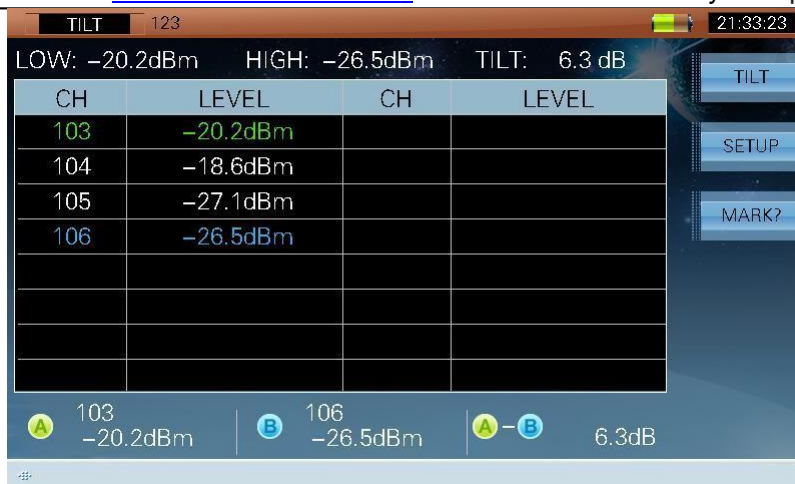 TILT 123 21:33:23
LOW: –20.2dBm HIGH: –26.5dBm TILT: 6.3 dB
TILT
CH LEVEL CH LEVEL
103 –20.2dBm
SETUP
104 –18.6dBm
105 –27.1dBm
MARK?
106 –26.5dBm
A 103 B 106 A–B
–20.2dBm –26.5dBm 6.3dB